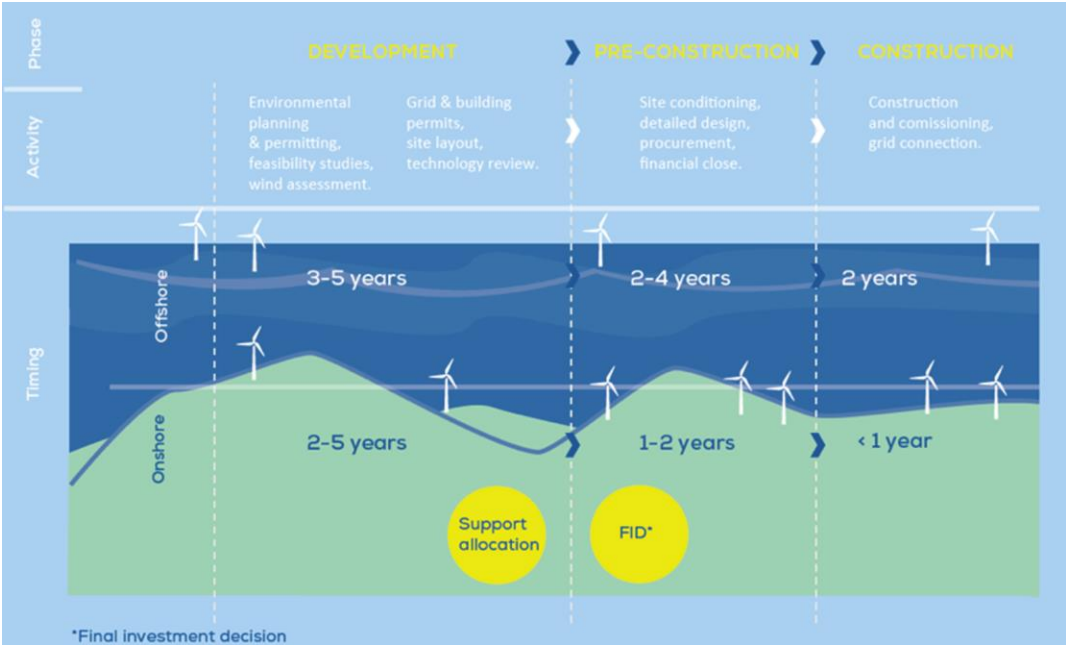 Phase
DEVELOPMENT
PRE-CONSTRUCTION
CONSTRUCTION
Activity
Environmental
planning
& permitting,
feasibility studies,
wind assessment.
Grid & building
permits,
site layout,
technology review.
Site conditioning,
detailed design,
procurement,
financial close.
Construction
and comissioning,
grid connection.
Timing
Offshore
3-5 years
2-4 years
2 years
Onshore
2-5 years
1-2 years
< 1 year
Support
allocation
FID*
*Final investment decision